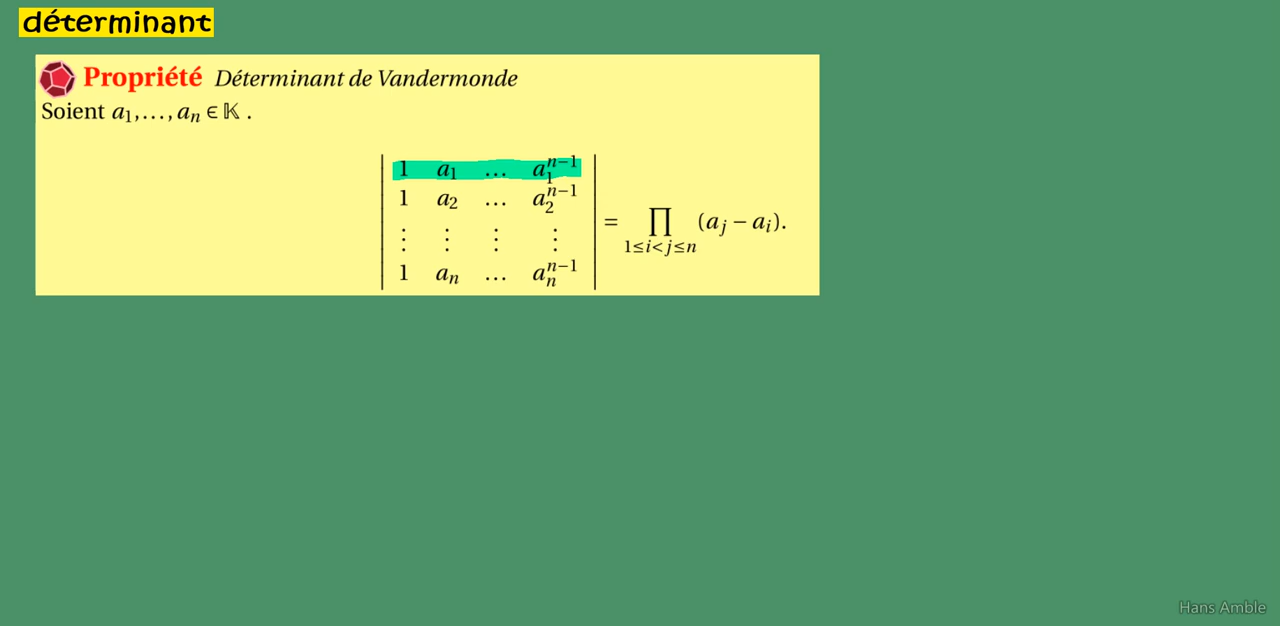 déterminant
Propriété Déterminant de Vandermonde
Soient a₁,…,aₙ ∈ 𝕂 .
1 a₁ … a₁ⁿ⁻¹
1 a₂ … a₂ⁿ⁻¹
⋮ ⋮ ⋮ ⋮
1 aₙ … aₙⁿ⁻¹
= ∏ (aⱼ − aᵢ).
1≤i<j≤n
Hans Amble